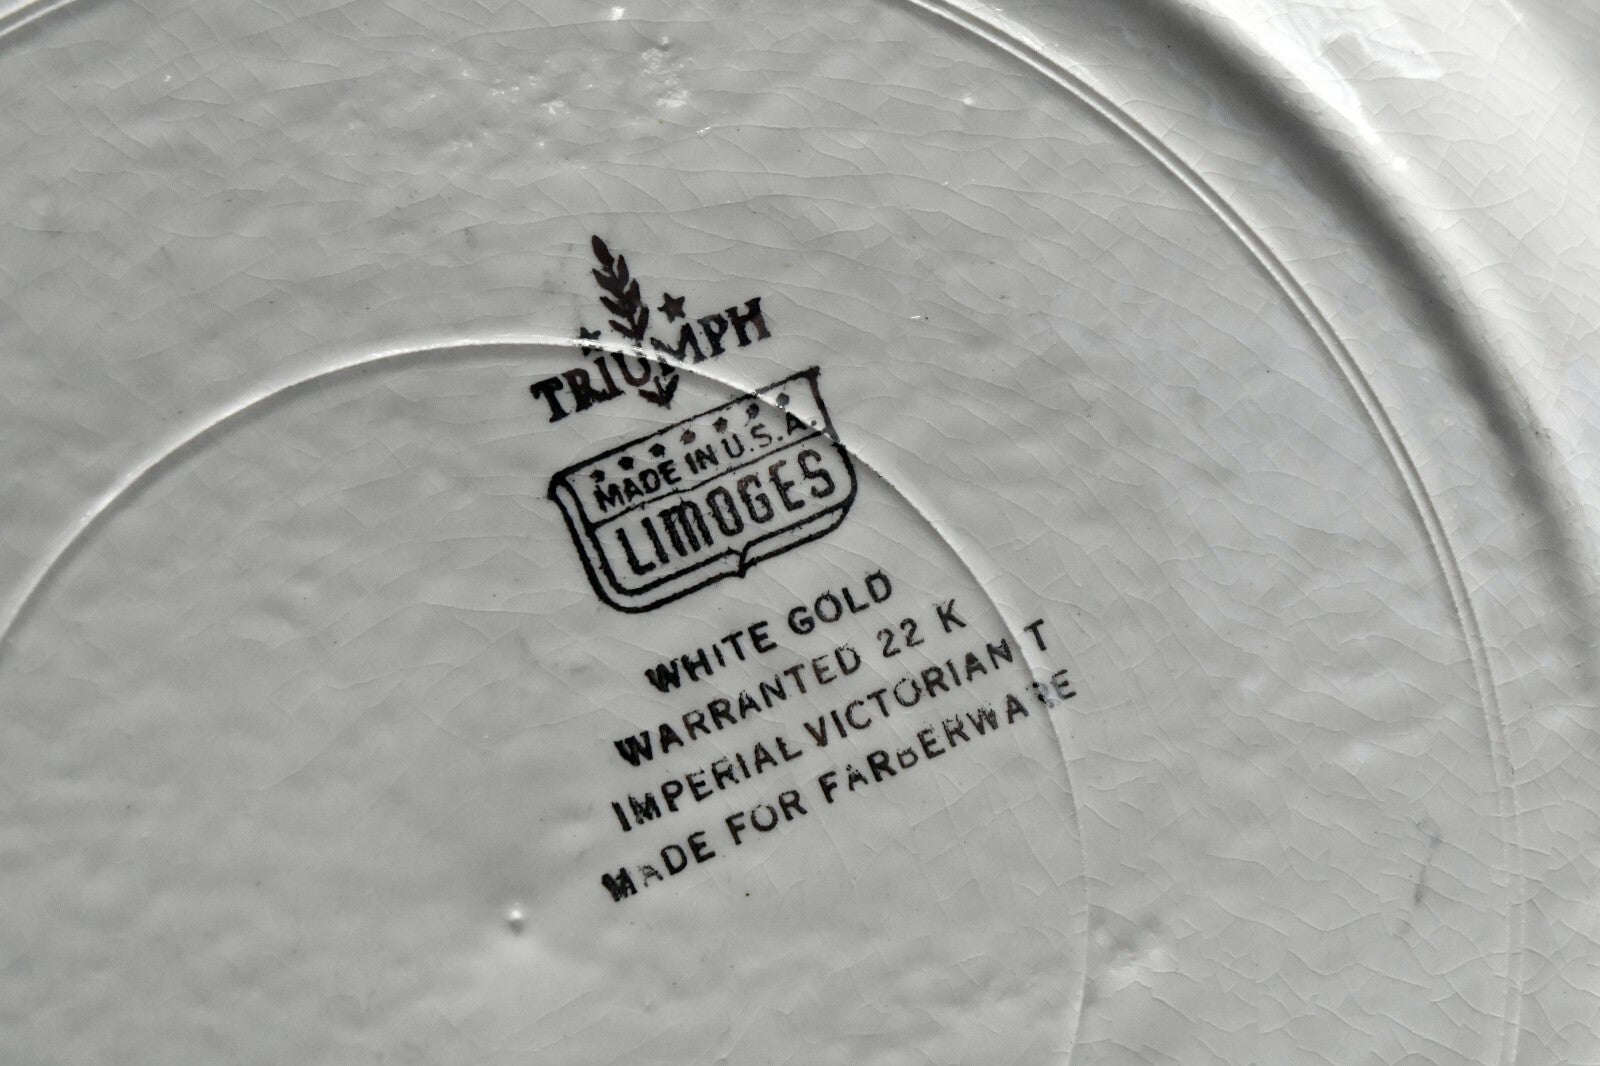 TRIUMPH
MADE IN U.S.A.
LIMOGES
WHITE GOLD
WARRANTED 22 K
IMPERIAL VICTORIAN T
MADE FOR FARBERWARE